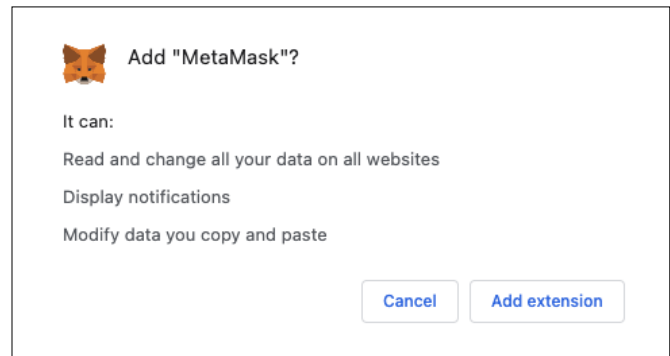 Add "MetaMask"?
It can:
Read and change all your data on all websites
Display notifications
Modify data you copy and paste
Cancel Add extension